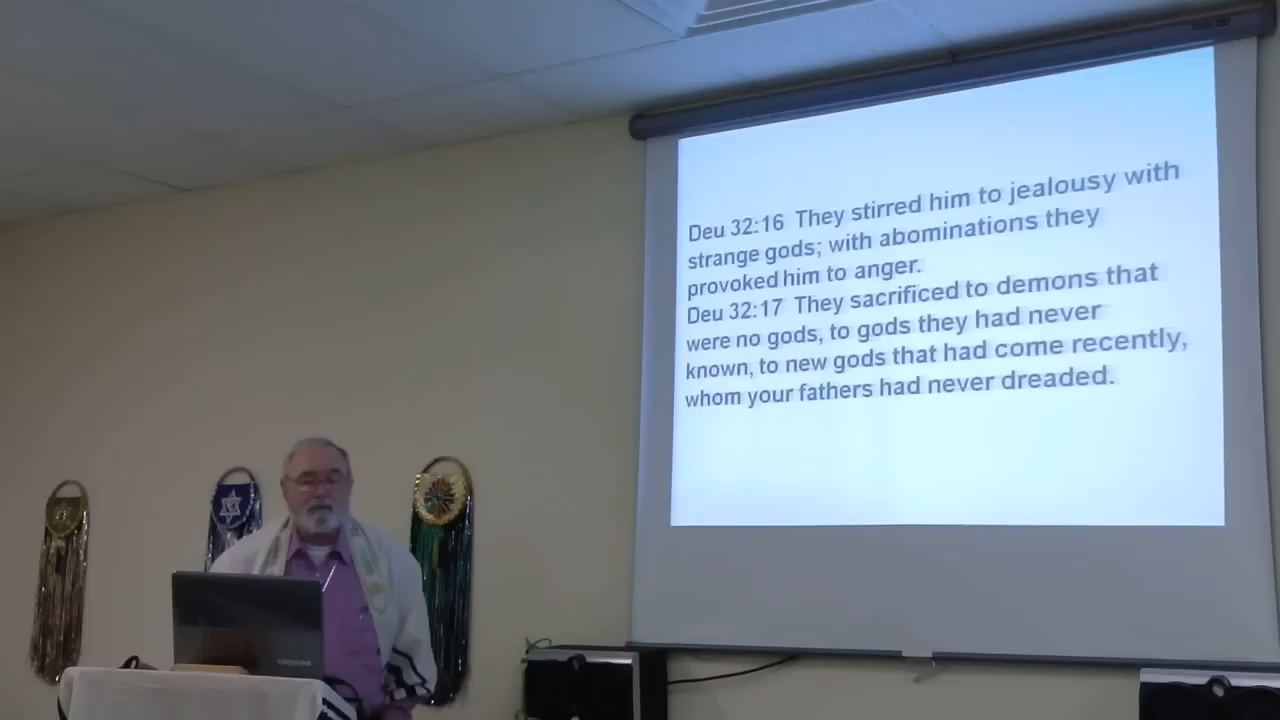 Deu 32:16 They stirred him to jealousy with
strange gods; with abominations they
provoked him to anger.
Deu 32:17 They sacrificed to demons that
were no gods, to gods they had never
known, to new gods that had come recently,
whom your fathers had never dreaded.
TOSHIBA